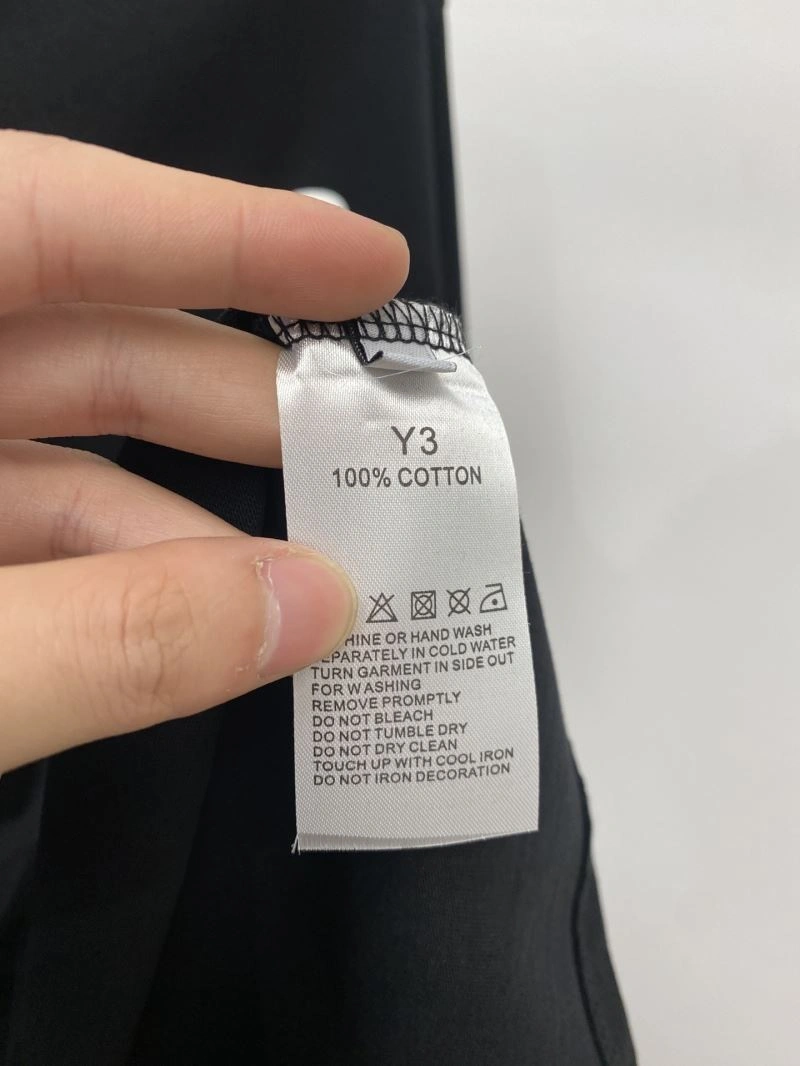 Y3
100% COTTON
HINE OR HAND WASH
EPARATELY IN COLD WATER
TURN GARMENT IN SIDE OUT
FOR WASHING
REMOVE PROMPTLY
DO NOT BLEACH
DO NOT TUMBLE DRY
DO NOT DRY CLEAN
TOUCH UP WITH COOL IRON
DO NOT IRON DECORATION